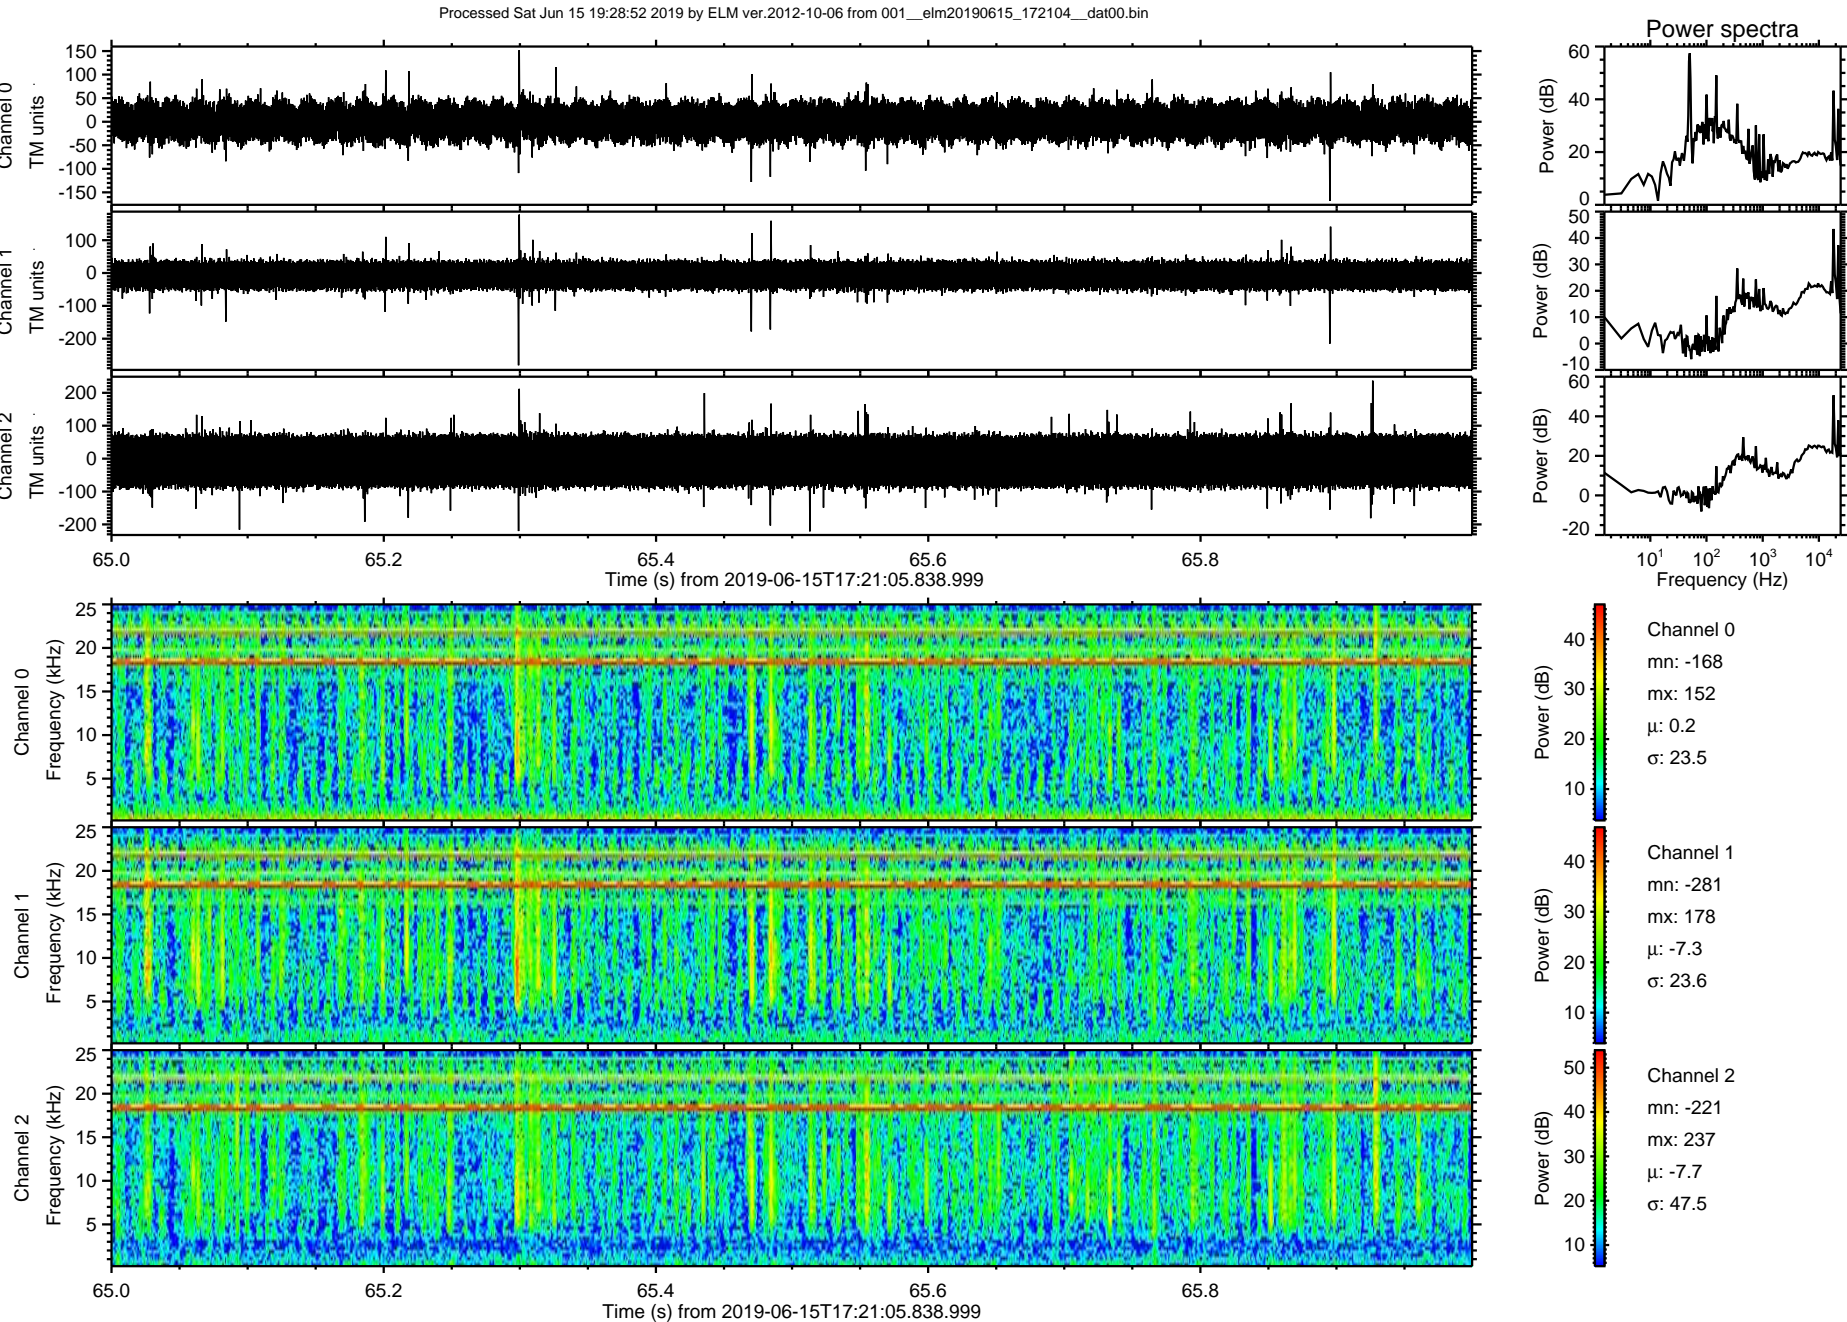 Processed Sat Jun 15 19:28:52 2019 by ELM ver.2012-10-06 from 001__elm20190615_172104__dat00.bin
Power spectra
Channel 0
TM units
150
100
50
0
-50
-100
-150
Power (dB)
60
40
20
0
Channel 1
TM units
100
0
-100
-200
Power (dB)
50
40
30
20
10
0
-10
Channel 2
TM units
200
100
0
-100
-200
Power (dB)
60
40
20
0
-20
65.0 65.2 65.4 65.6 65.8
Time (s) from 2019-06-15T17:21:05.838.999
10¹ 10² 10³ 10⁴
Frequency (Hz)
Channel 0
Frequency (kHz)
25
20
15
10
5
Power (dB)
40
30
20
10
Channel 0
mn: -168
mx: 152
μ: 0.2
σ: 23.5
Channel 1
Frequency (kHz)
25
20
15
10
5
Power (dB)
40
30
20
10
Channel 1
mn: -281
mx: 178
μ: -7.3
σ: 23.6
Channel 2
Frequency (kHz)
25
20
15
10
5
Power (dB)
50
40
30
20
10
Channel 2
mn: -221
mx: 237
μ: -7.7
σ: 47.5
65.0 65.2 65.4 65.6 65.8
Time (s) from 2019-06-15T17:21:05.838.999